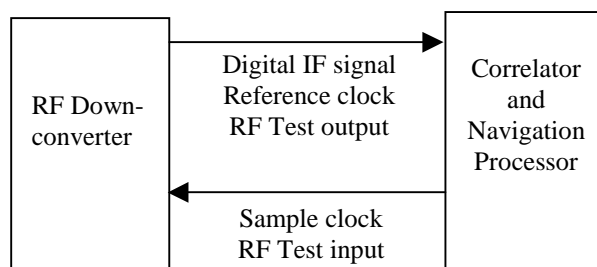 RF Down-
converter
Digital IF signal
Reference clock
RF Test output
Sample clock
RF Test input
Correlator
and
Navigation
Processor